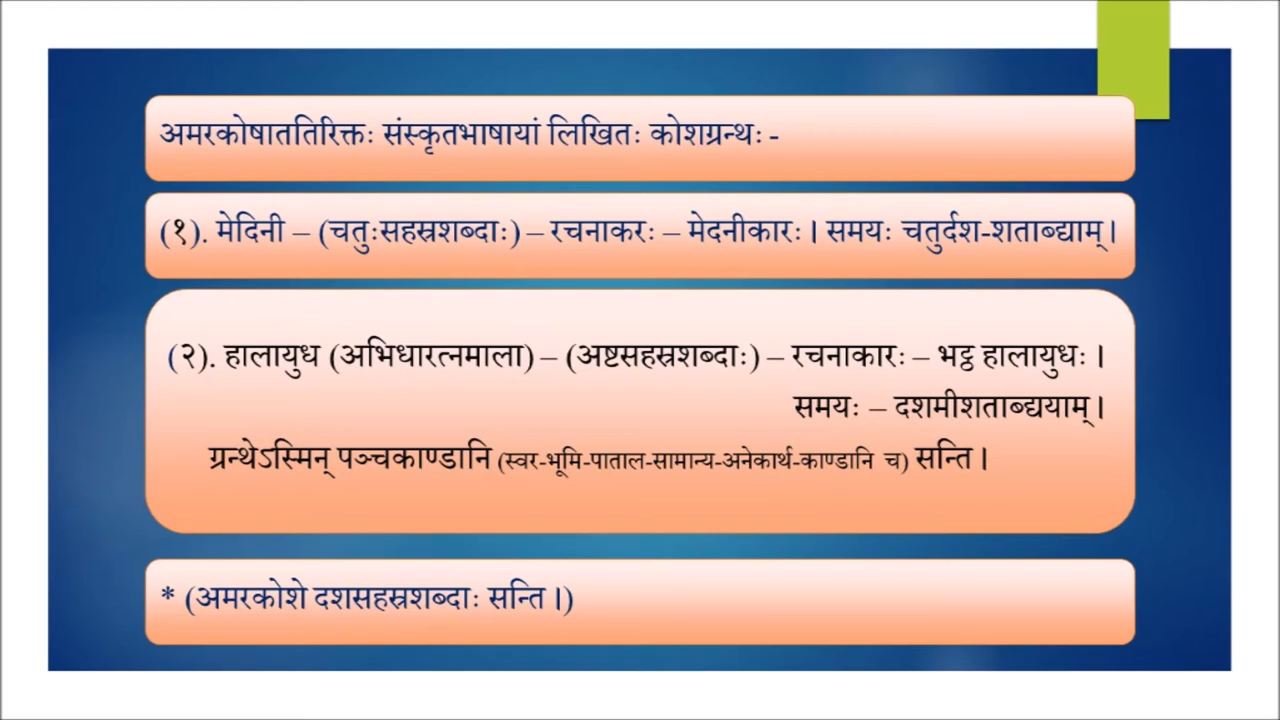 अमरकोषाततिरिक्तः संस्कृतभाषायां लिखितः कोशग्रन्थः -
(१). मेदिनी – (चतुःसहस्रशब्दाः) – रचनाकरः – मेदनीकारः । समयः चतुर्दश-शताब्द्याम् ।
(२). हालायुध (अभिधारत्नमाला) – (अष्टसहस्रशब्दाः) – रचनाकारः – भट्ठ हालायुधः ।
समयः – दशमीशताब्द्ययाम् ।
ग्रन्थेऽस्मिन् पञ्चकाण्डानि (स्वर-भूमि-पाताल-सामान्य-अनेकार्थ-काण्डानि च) सन्ति ।
* (अमरकोशे दशसहस्रशब्दाः सन्ति ।)